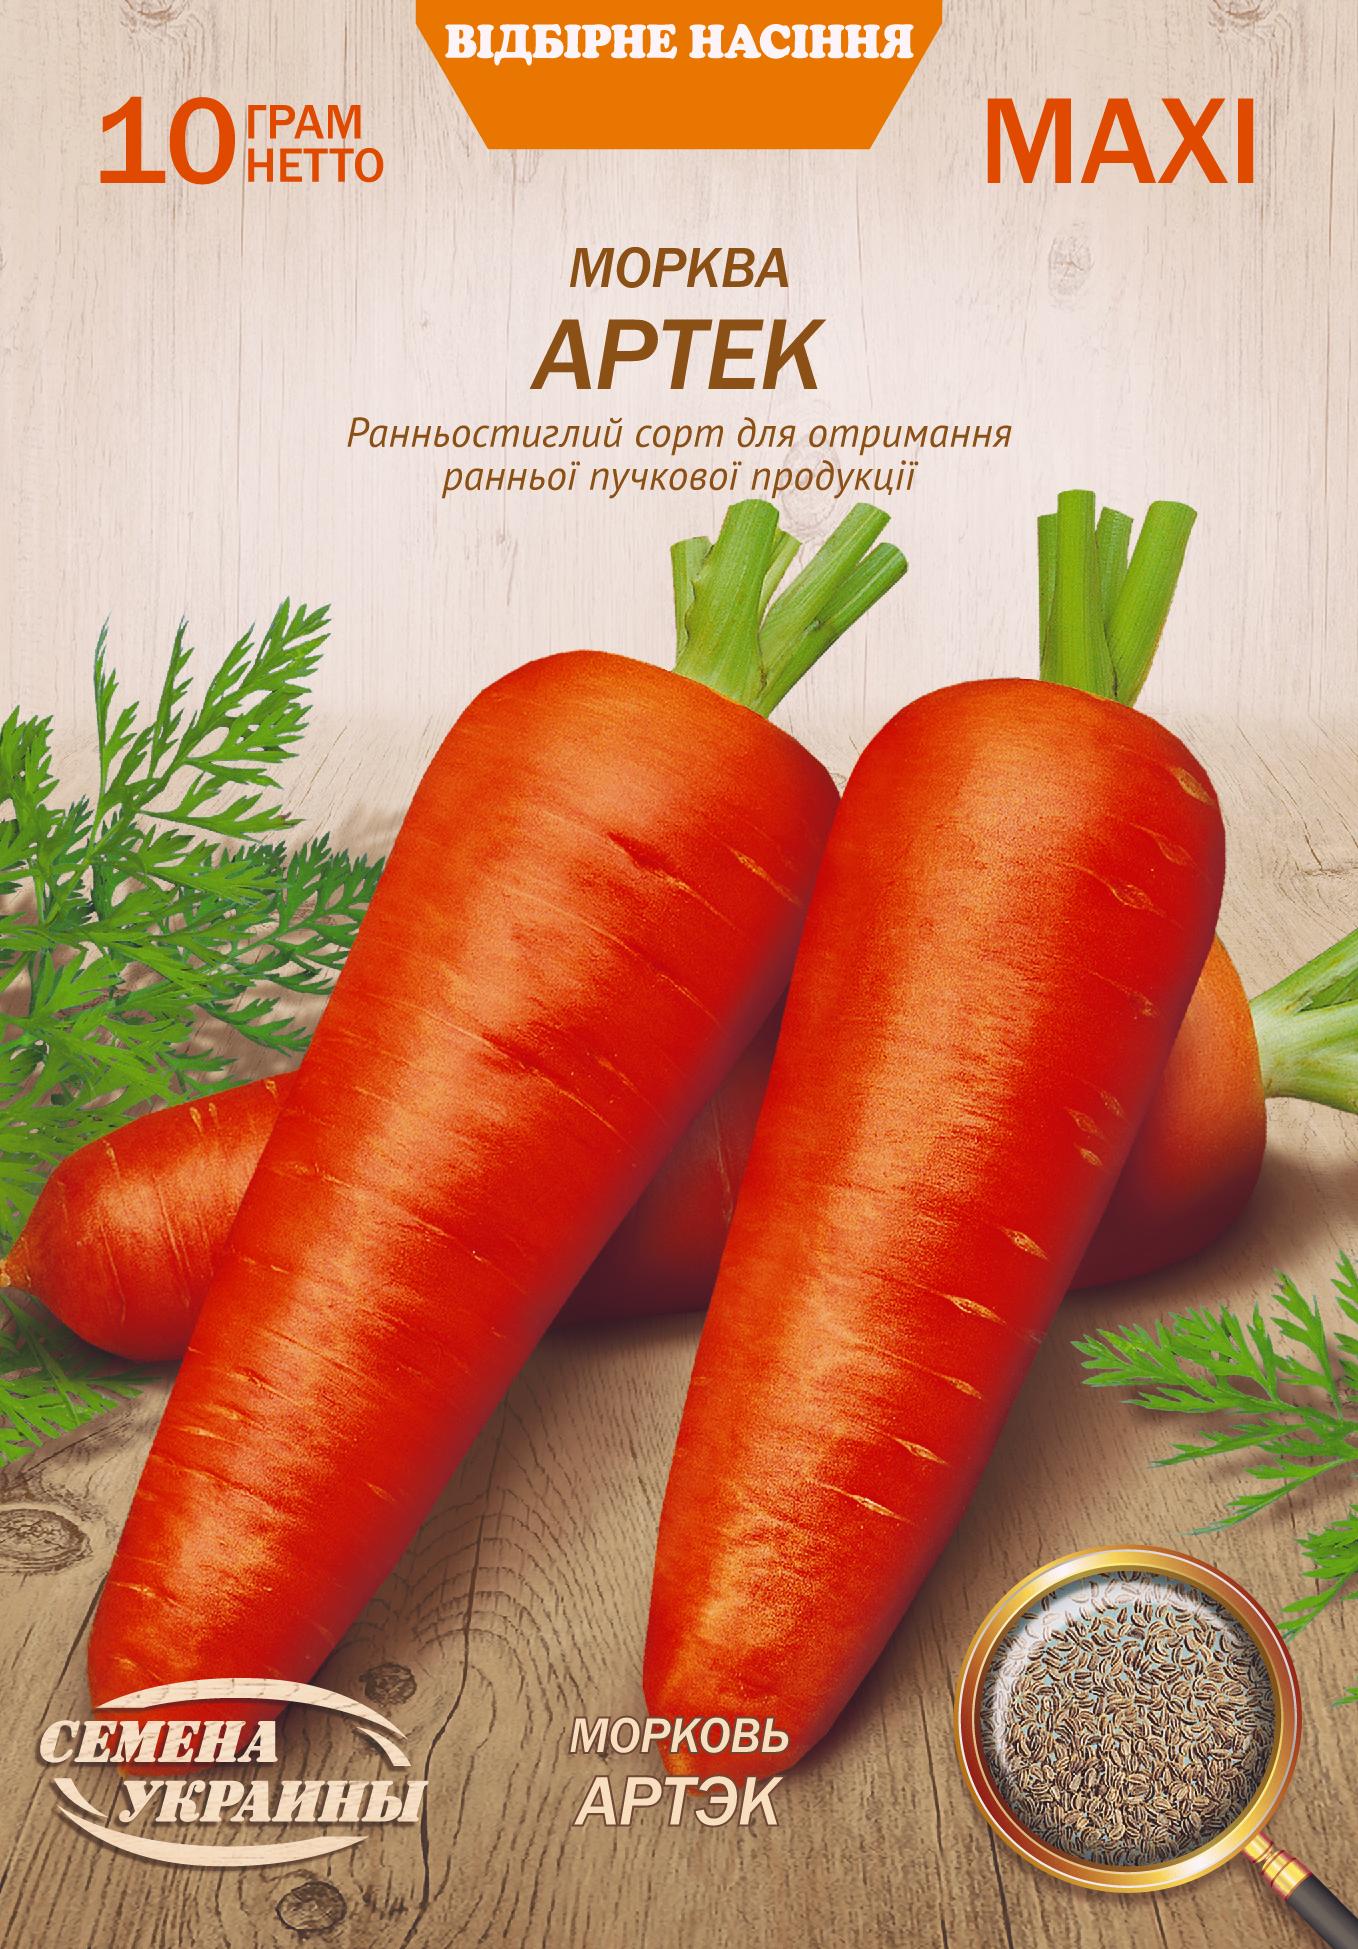 ВІДБІРНЕ НАСІННЯ
10 ГРАМ
НЕТТО
MAXI
МОРКВА
АРТЕК
Ранньостиглий сорт для отримання
ранньої пучкової продукції
СЕМЕНА
УКРАИНЫ
МОРКОВЬ
АРТЭК